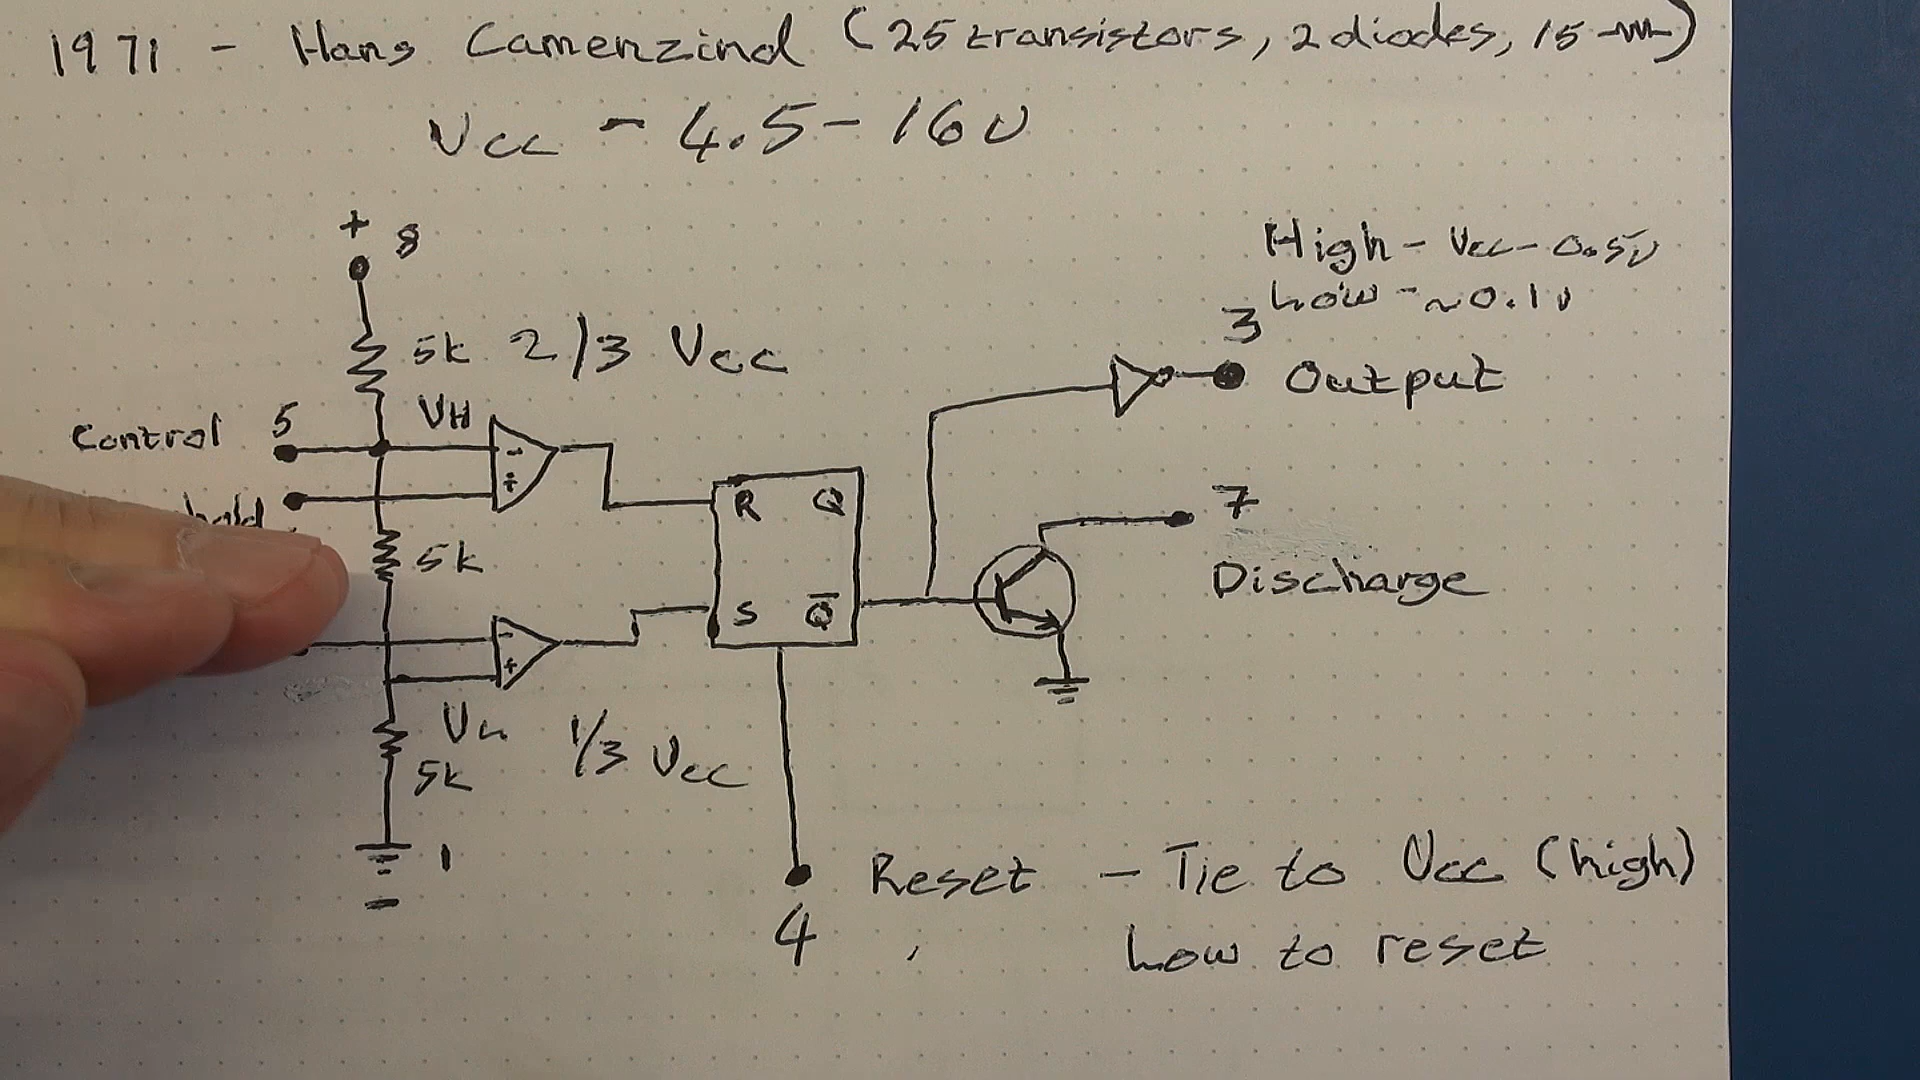 1971 - Hans Camenzind (25 transistors, 2 diodes, 15
Vcc - 4.5-16v
+ 8
High - Vcc - 0.5v
Low - ~0.1v
3
5k 2/3 Vcc
Output
Control 5 VH
- +
7
R Q
5k
Discharge
S Q̅
- +
VL 1/3 Vcc
5k
1
-
Reset - Tie to Vcc (high)
4
Low to reset